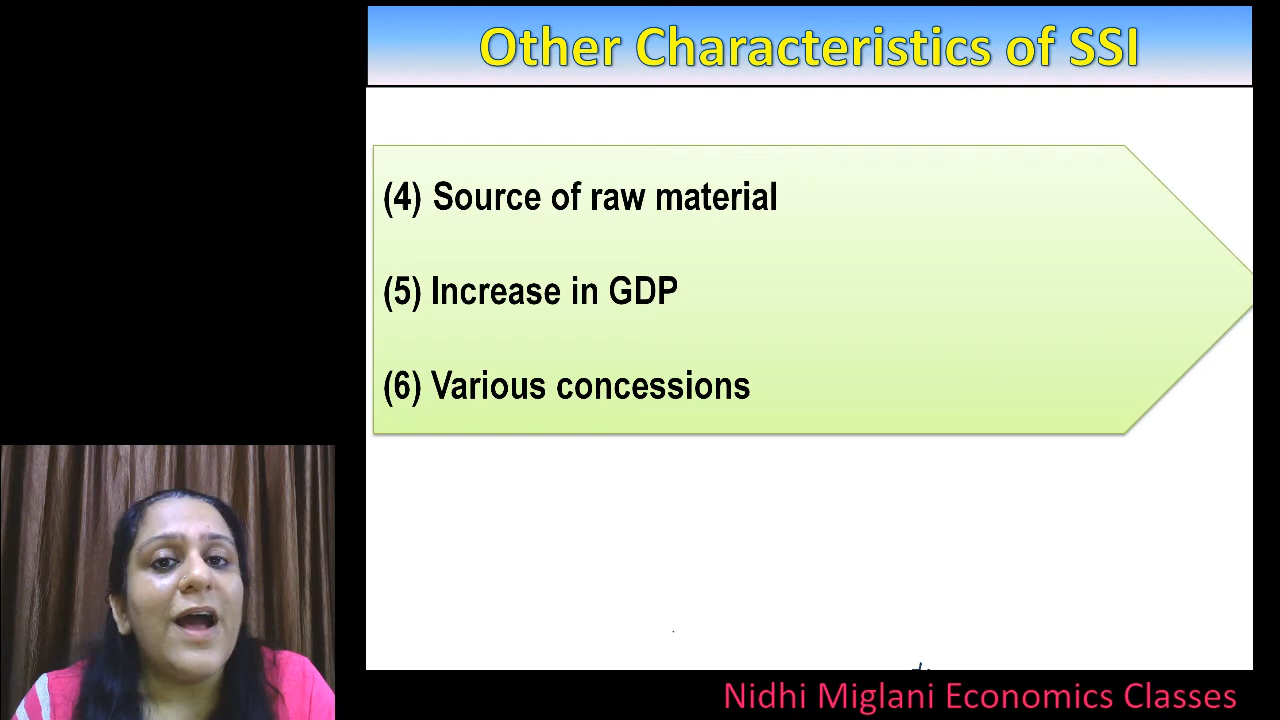 Other Characteristics of SSI
(4) Source of raw material
(5) Increase in GDP
(6) Various concessions
Nidhi Miglani Economics Classes